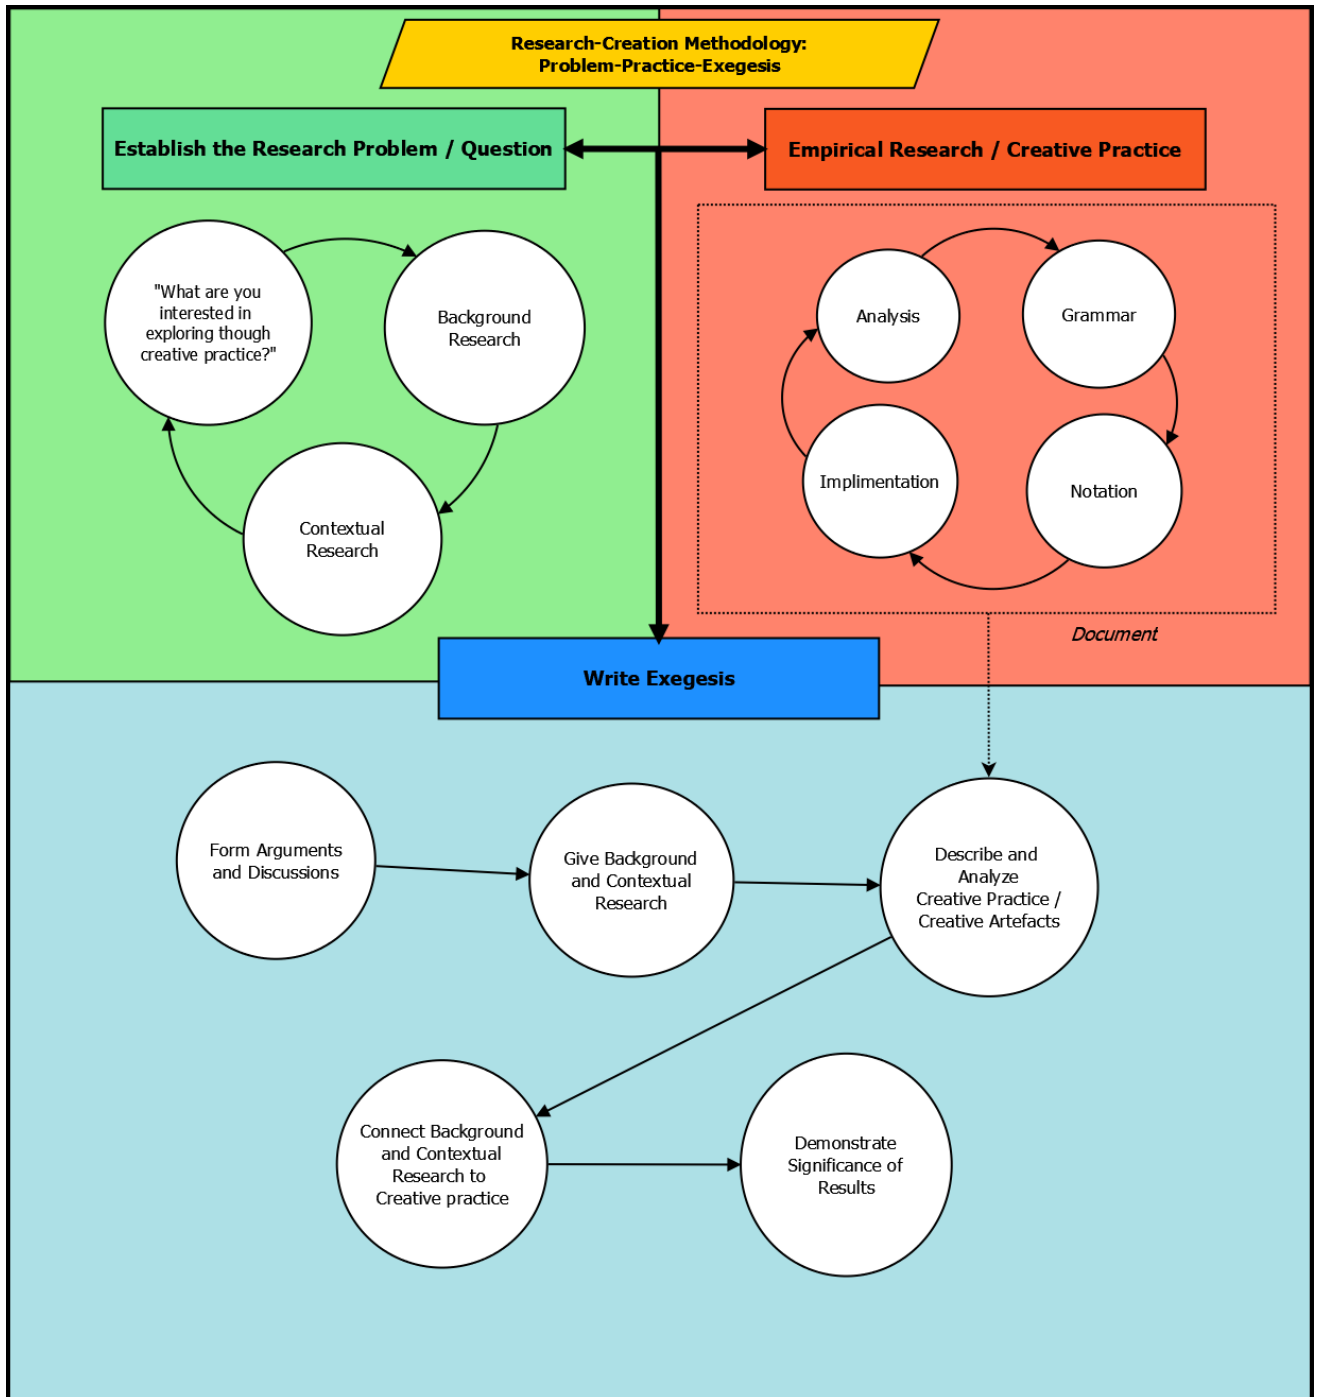 Research-Creation Methodology:
Problem-Practice-Exegesis
Establish the Research Problem / Question
Empirical Research / Creative Practice
"What are you
interested in
exploring though
creative practice?"
Background
Research
Contextual
Research
Analysis
Grammar
Implimentation
Notation
Document
Write Exegesis
Form Arguments
and Discussions
Give Background
and Contextual
Research
Describe and
Analyze
Creative Practice /
Creative Artefacts
Connect Background
and Contextual
Research to
Creative practice
Demonstrate
Significance of
Results